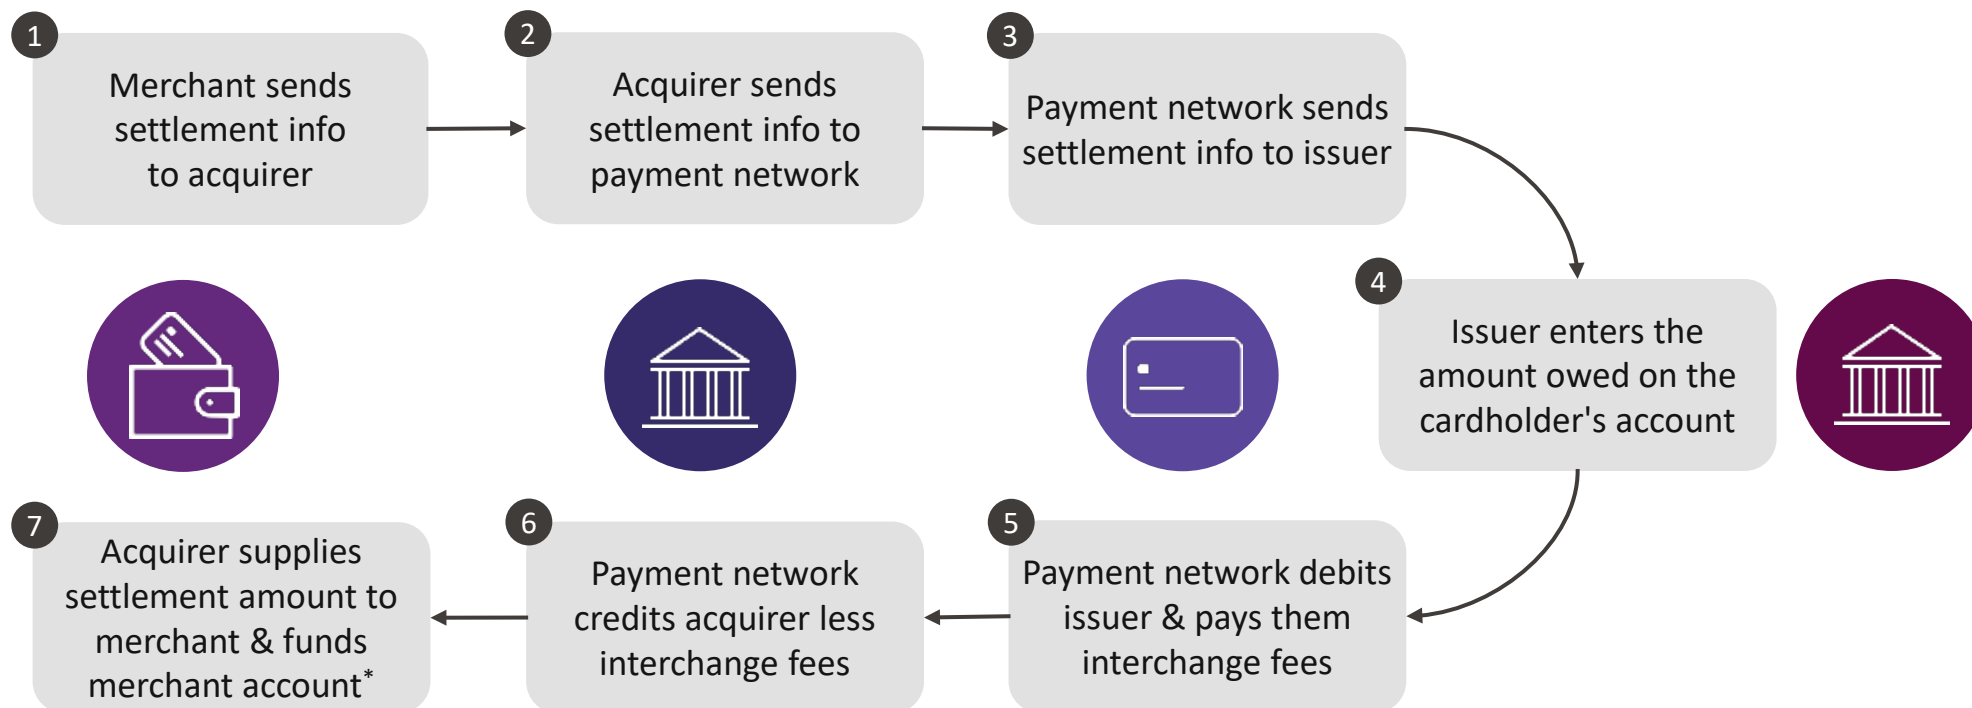 1
Merchant sends
settlement info
to acquirer
2
Acquirer sends
settlement info to
payment network
3
Payment network sends
settlement info to issuer
4
Issuer enters the
amount owed on the
cardholder's account
5
Payment network debits
issuer & pays them
interchange fees
6
Payment network
credits acquirer less
interchange fees
7
Acquirer supplies
settlement amount to
merchant & funds
merchant account*